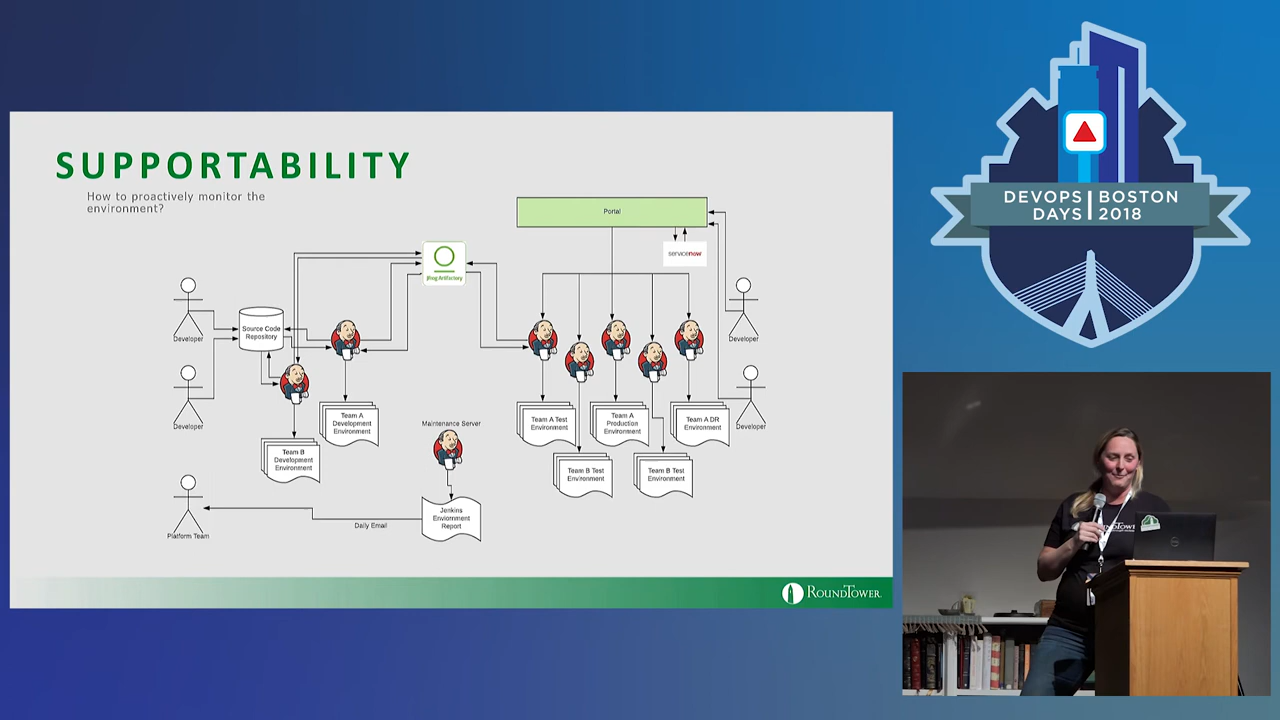 SUPPORTABILITY
How to proactively monitor the
environment?
Portal
servicenow
JFrog Artifactory
Developer
Source Code
Repository
Developer
Developer
Developer
Team A
Development
Environment
Team B
Development
Environment
Maintenance Server
Team A Test
Environment
Team A
Production
Environment
Team A DR
Environment
Team B Test
Environment
Team B Test
Environment
Jenkins
Enviornment
Report
Daily Email
Platform Team
ROUNDTOWER
DEVOPS
DAYS
BOSTON
2018